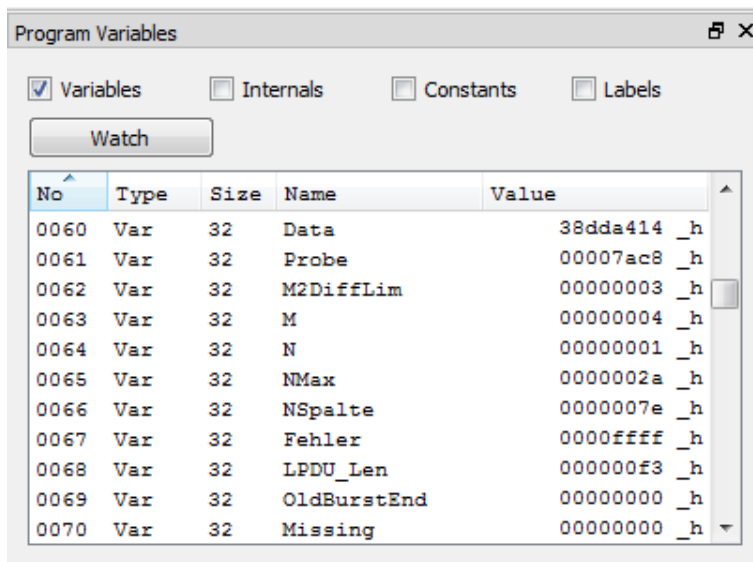 Program Variables
Variables Internals Constants Labels
Watch
No Type Size Name Value
0060 Var 32 Data 38dda414 _h
0061 Var 32 Probe 00007ac8 _h
0062 Var 32 M2DiffLim 00000003 _h
0063 Var 32 M 00000004 _h
0064 Var 32 N 00000001 _h
0065 Var 32 NMax 0000002a _h
0066 Var 32 NSpalte 0000007e _h
0067 Var 32 Fehler 0000ffff _h
0068 Var 32 LPDU_Len 000000f3 _h
0069 Var 32 OldBurstEnd 00000000 _h
0070 Var 32 Missing 00000000 _h